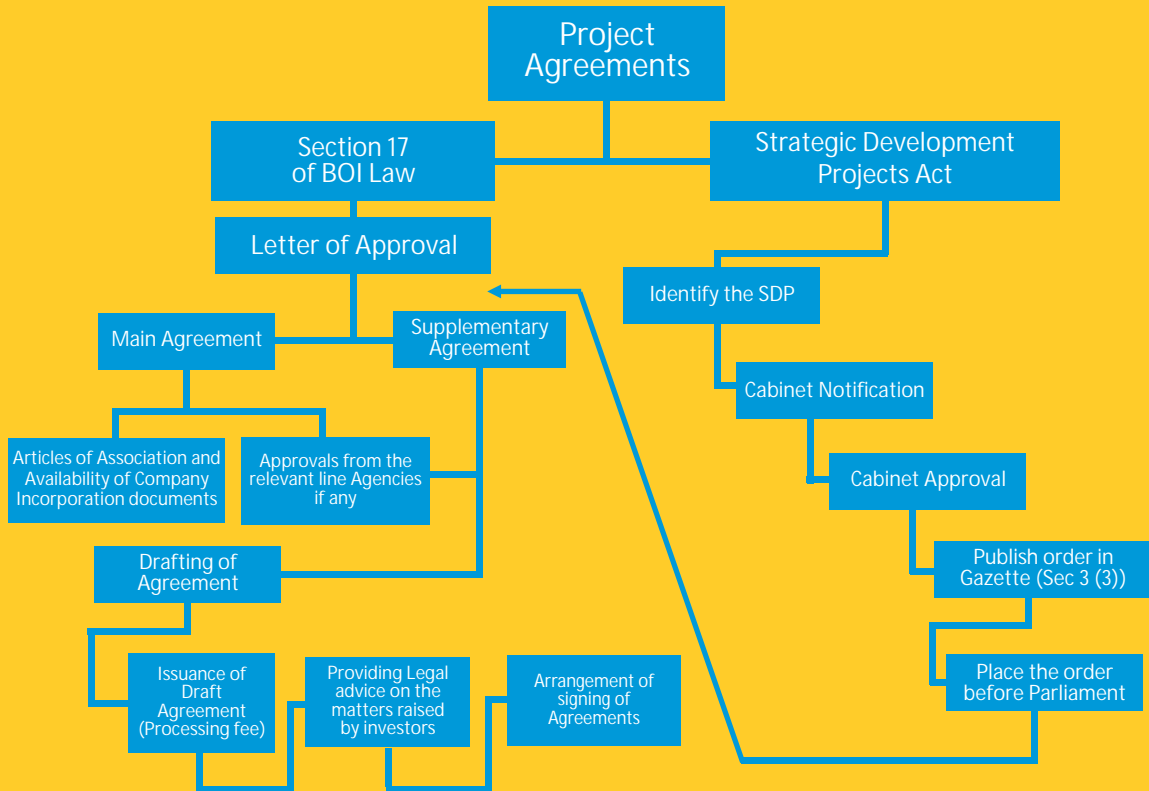 Project
Agreements
Section 17
of BOI Law
Strategic Development
Projects Act
Letter of Approval
Identify the SDP
Main Agreement
Supplementary
Agreement
Cabinet Notification
Articles of Association and
Availability of Company
Incorporation documents
Approvals from the
relevant line Agencies
if any
Cabinet Approval
Drafting of
Agreement
Publish order in
Gazette (Sec 3 (3))
Issuance of
Draft
Agreement
(Processing fee)
Providing Legal
advice on the
matters raised
by investors
Arrangement of
signing of
Agreements
Place the order
before Parliament